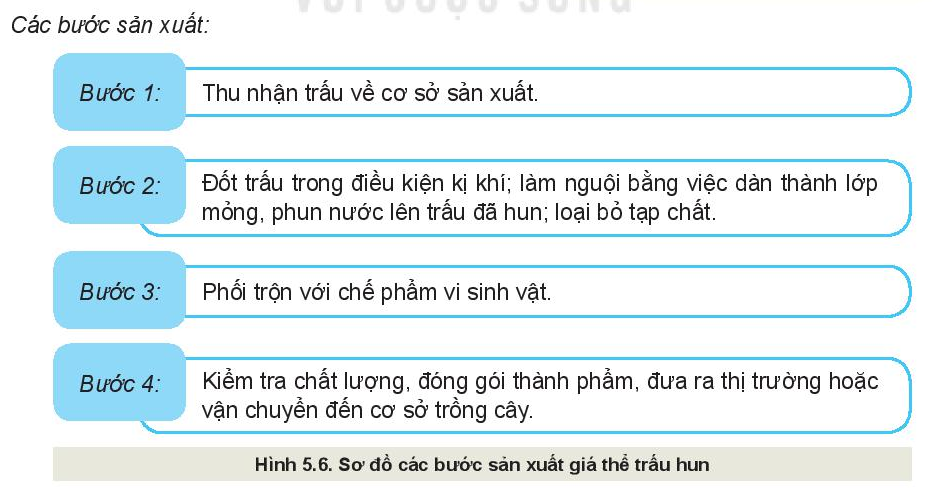 Các bước sản xuất:
Bước 1:
Thu nhận trấu về cơ sở sản xuất.
Bước 2:
Đốt trấu trong điều kiện kị khí; làm nguội bằng việc dàn thành lớp
mỏng, phun nước lên trấu đã hun; loại bỏ tạp chất.
Bước 3:
Phối trộn với chế phẩm vi sinh vật.
Bước 4:
Kiểm tra chất lượng, đóng gói thành phẩm, đưa ra thị trường hoặc
vận chuyển đến cơ sở trồng cây.
Hình 5.6. Sơ đồ các bước sản xuất giá thể trấu hun